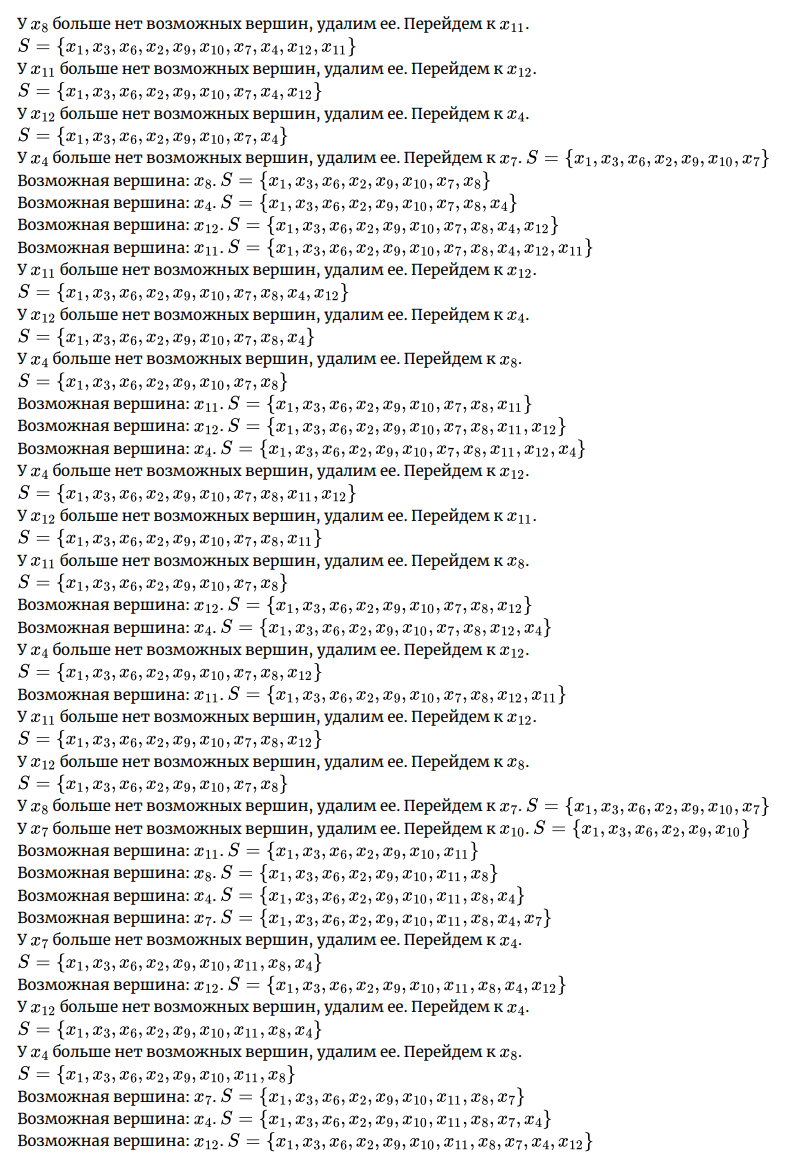 У x₈ больше нет возможных вершин, удалим ее. Перейдем к x₁₁.
S = {x₁, x₃, x₆, x₂, x₉, x₁₀, x₇, x₄, x₁₂, x₁₁}
У x₁₁ больше нет возможных вершин, удалим ее. Перейдем к x₁₂.
S = {x₁, x₃, x₆, x₂, x₉, x₁₀, x₇, x₄, x₁₂}
У x₁₂ больше нет возможных вершин, удалим ее. Перейдем к x₄.
S = {x₁, x₃, x₆, x₂, x₉, x₁₀, x₇, x₄}
У x₄ больше нет возможных вершин, удалим ее. Перейдем к x₇. S = {x₁, x₃, x₆, x₂, x₉, x₁₀, x₇}
Возможная вершина: x₈. S = {x₁, x₃, x₆, x₂, x₉, x₁₀, x₇, x₈}
Возможная вершина: x₄. S = {x₁, x₃, x₆, x₂, x₉, x₁₀, x₇, x₈, x₄}
Возможная вершина: x₁₂. S = {x₁, x₃, x₆, x₂, x₉, x₁₀, x₇, x₈, x₄, x₁₂}
Возможная вершина: x₁₁. S = {x₁, x₃, x₆, x₂, x₉, x₁₀, x₇, x₈, x₄, x₁₂, x₁₁}
У x₁₁ больше нет возможных вершин, удалим ее. Перейдем к x₁₂.
S = {x₁, x₃, x₆, x₂, x₉, x₁₀, x₇, x₈, x₄, x₁₂}
У x₁₂ больше нет возможных вершин, удалим ее. Перейдем к x₄.
S = {x₁, x₃, x₆, x₂, x₉, x₁₀, x₇, x₈, x₄}
У x₄ больше нет возможных вершин, удалим ее. Перейдем к x₈.
S = {x₁, x₃, x₆, x₂, x₉, x₁₀, x₇, x₈}
Возможная вершина: x₁₁. S = {x₁, x₃, x₆, x₂, x₉, x₁₀, x₇, x₈, x₁₁}
Возможная вершина: x₁₂. S = {x₁, x₃, x₆, x₂, x₉, x₁₀, x₇, x₈, x₁₁, x₁₂}
Возможная вершина: x₄. S = {x₁, x₃, x₆, x₂, x₉, x₁₀, x₇, x₈, x₁₁, x₁₂, x₄}
У x₄ больше нет возможных вершин, удалим ее. Перейдем к x₁₂.
S = {x₁, x₃, x₆, x₂, x₉, x₁₀, x₇, x₈, x₁₁, x₁₂}
У x₁₂ больше нет возможных вершин, удалим ее. Перейдем к x₁₁.
S = {x₁, x₃, x₆, x₂, x₉, x₁₀, x₇, x₈, x₁₁}
У x₁₁ больше нет возможных вершин, удалим ее. Перейдем к x₈.
S = {x₁, x₃, x₆, x₂, x₉, x₁₀, x₇, x₈}
Возможная вершина: x₁₂. S = {x₁, x₃, x₆, x₂, x₉, x₁₀, x₇, x₈, x₁₂}
Возможная вершина: x₄. S = {x₁, x₃, x₆, x₂, x₉, x₁₀, x₇, x₈, x₁₂, x₄}
У x₄ больше нет возможных вершин, удалим ее. Перейдем к x₁₂.
S = {x₁, x₃, x₆, x₂, x₉, x₁₀, x₇, x₈, x₁₂}
Возможная вершина: x₁₁. S = {x₁, x₃, x₆, x₂, x₉, x₁₀, x₇, x₈, x₁₂, x₁₁}
У x₁₁ больше нет возможных вершин, удалим ее. Перейдем к x₁₂.
S = {x₁, x₃, x₆, x₂, x₉, x₁₀, x₇, x₈, x₁₂}
У x₁₂ больше нет возможных вершин, удалим ее. Перейдем к x₈.
S = {x₁, x₃, x₆, x₂, x₉, x₁₀, x₇, x₈}
У x₈ больше нет возможных вершин, удалим ее. Перейдем к x₇. S = {x₁, x₃, x₆, x₂, x₉, x₁₀, x₇}
У x₇ больше нет возможных вершин, удалим ее. Перейдем к x₁₀. S = {x₁, x₃, x₆, x₂, x₉, x₁₀}
Возможная вершина: x₁₁. S = {x₁, x₃, x₆, x₂, x₉, x₁₀, x₁₁}
Возможная вершина: x₈. S = {x₁, x₃, x₆, x₂, x₉, x₁₀, x₁₁, x₈}
Возможная вершина: x₄. S = {x₁, x₃, x₆, x₂, x₉, x₁₀, x₁₁, x₈, x₄}
Возможная вершина: x₇. S = {x₁, x₃, x₆, x₂, x₉, x₁₀, x₁₁, x₈, x₄, x₇}
У x₇ больше нет возможных вершин, удалим ее. Перейдем к x₄.
S = {x₁, x₃, x₆, x₂, x₉, x₁₀, x₁₁, x₈, x₄}
Возможная вершина: x₁₂. S = {x₁, x₃, x₆, x₂, x₉, x₁₀, x₁₁, x₈, x₄, x₁₂}
У x₁₂ больше нет возможных вершин, удалим ее. Перейдем к x₄.
S = {x₁, x₃, x₆, x₂, x₉, x₁₀, x₁₁, x₈, x₄}
У x₄ больше нет возможных вершин, удалим ее. Перейдем к x₈.
S = {x₁, x₃, x₆, x₂, x₉, x₁₀, x₁₁, x₈}
Возможная вершина: x₇. S = {x₁, x₃, x₆, x₂, x₉, x₁₀, x₁₁, x₈, x₇}
Возможная вершина: x₄. S = {x₁, x₃, x₆, x₂, x₉, x₁₀, x₁₁, x₈, x₇, x₄}
Возможная вершина: x₁₂. S = {x₁, x₃, x₆, x₂, x₉, x₁₀, x₁₁, x₈, x₇, x₄, x₁₂}